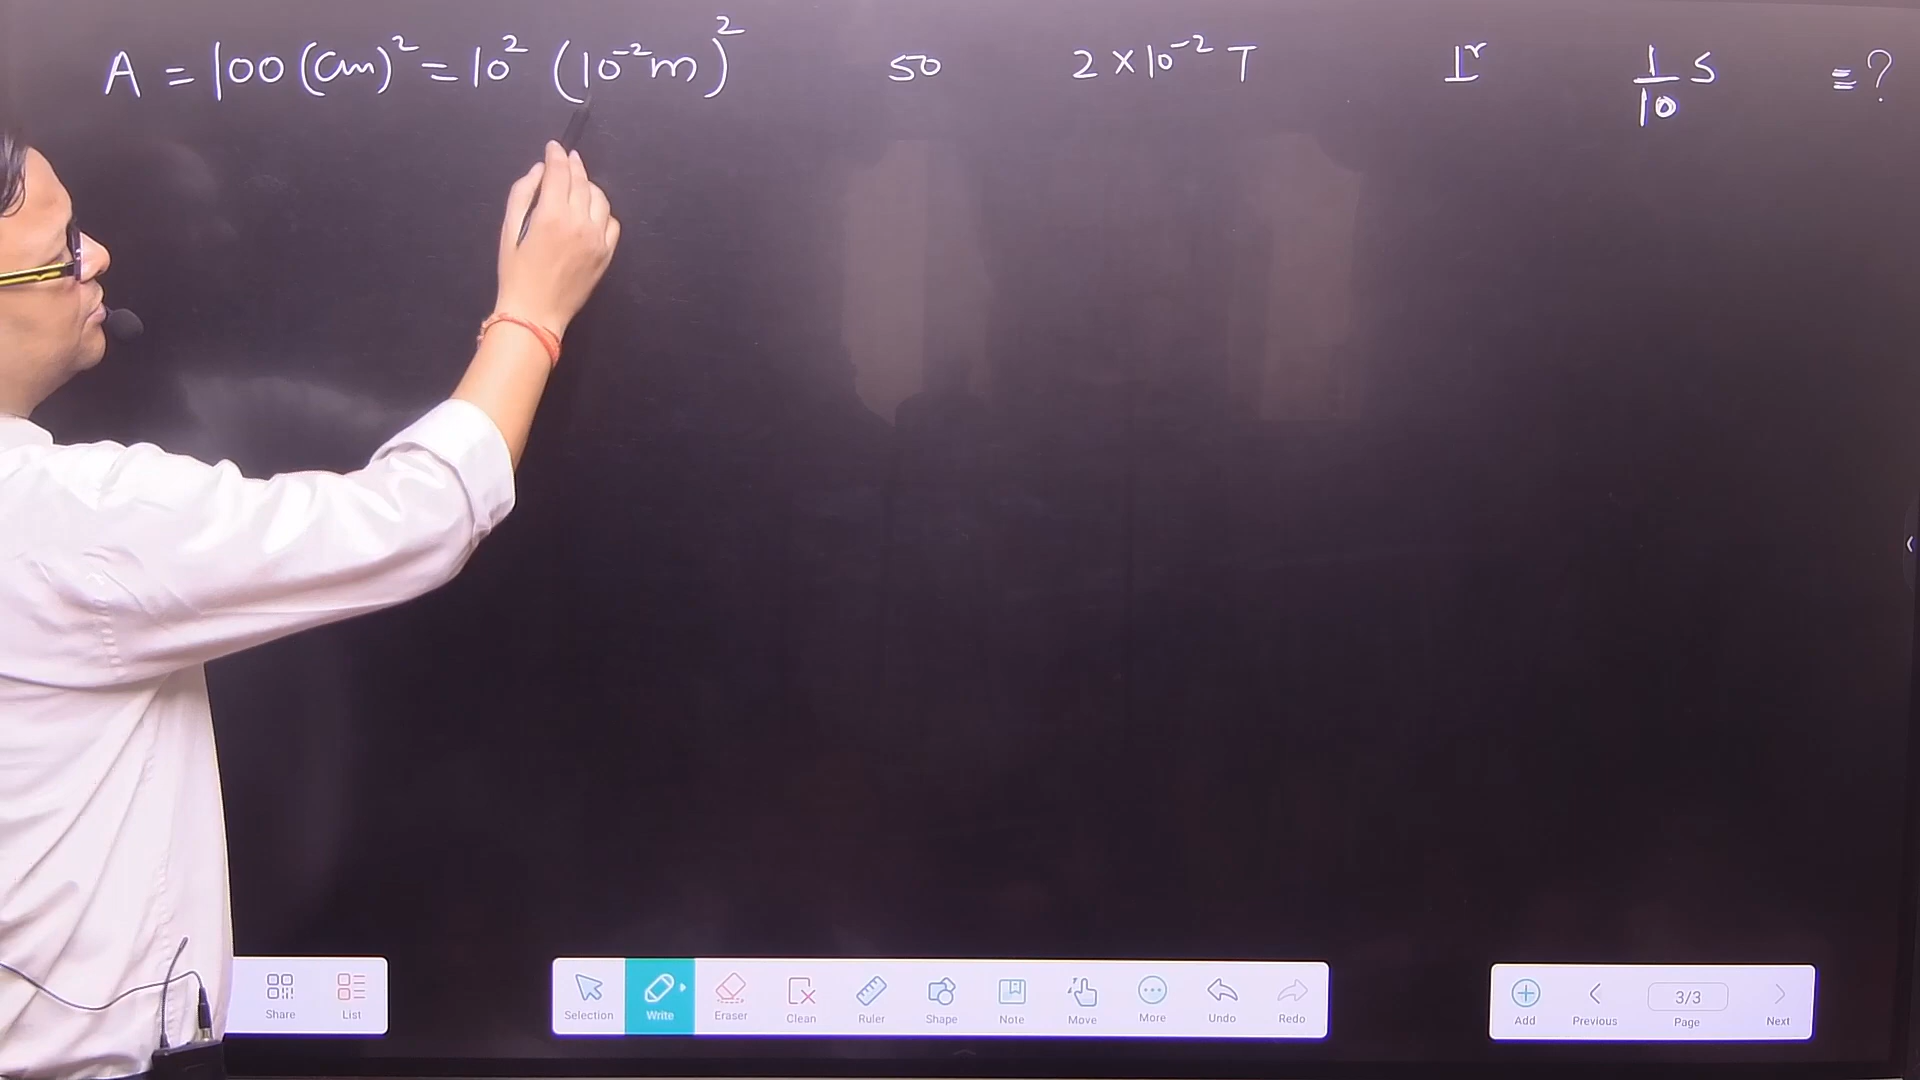 A = 100 (cm)² = 10² (10⁻²m)² 50 2 × 10⁻² T 1ʳ 1/10 s = ?
Share List Selection Write Eraser Clean Ruler Shape Note Move More Undo Redo Add Previous 3/3 Page Next